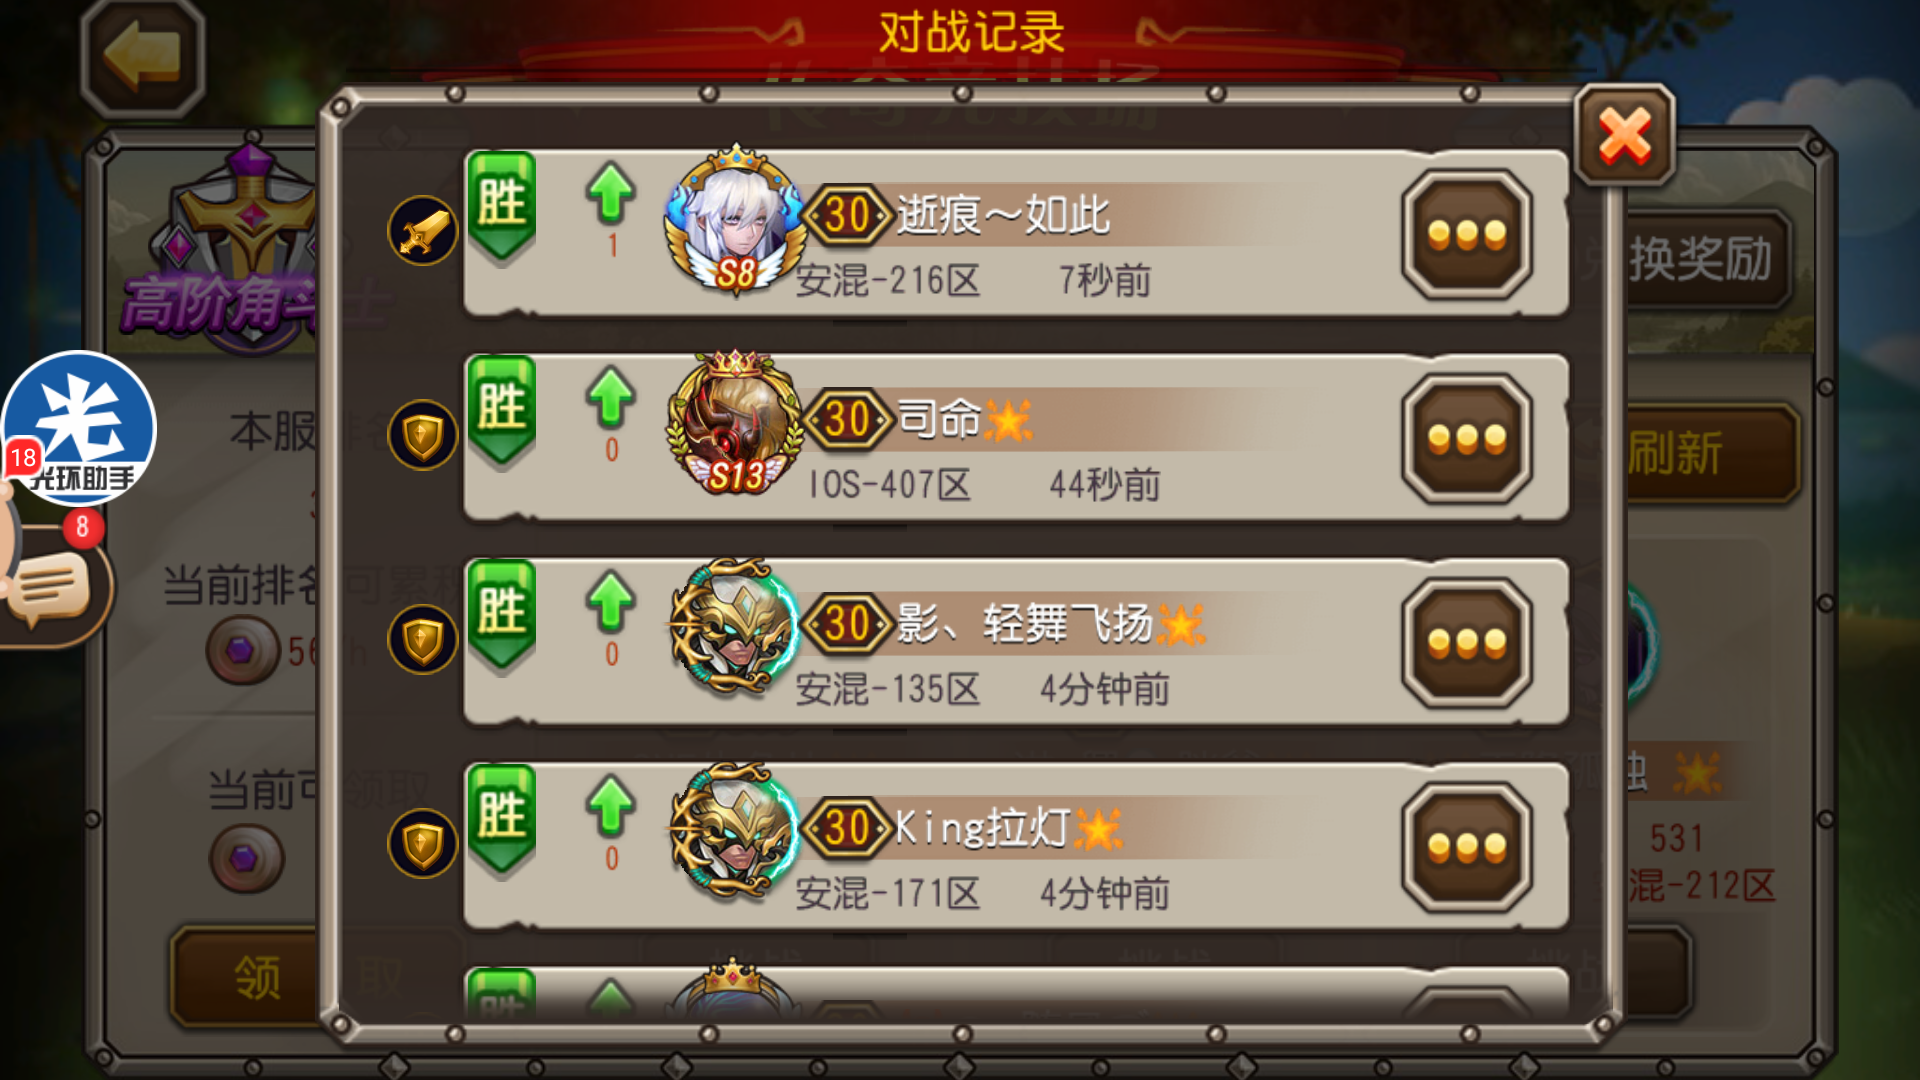 对战记录
胜
1
S8
30
逝痕～如此
安混-216区
7秒前
胜
0
S13
30
司命
IOS-407区
44秒前
胜
0
30
影、轻舞飞扬
安混-135区
4分钟前
胜
0
30
King拉灯
安混-171区
4分钟前
胜
30
高阶角斗士
换奖励
刷新
本服排名
当前排名可累积
56
当前可领取
领取
光环助手
18
8
531
混-212区